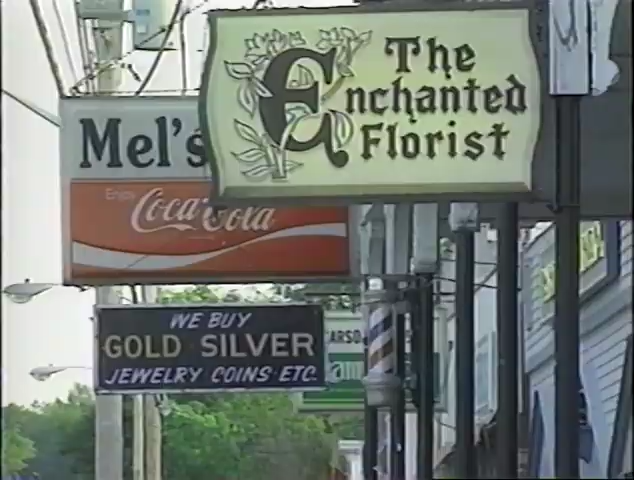 The
Enchanted
Florist
Mel's
Enjoy
Coca-Cola
WE BUY
GOLD SILVER
JEWELRY COINS ETC.